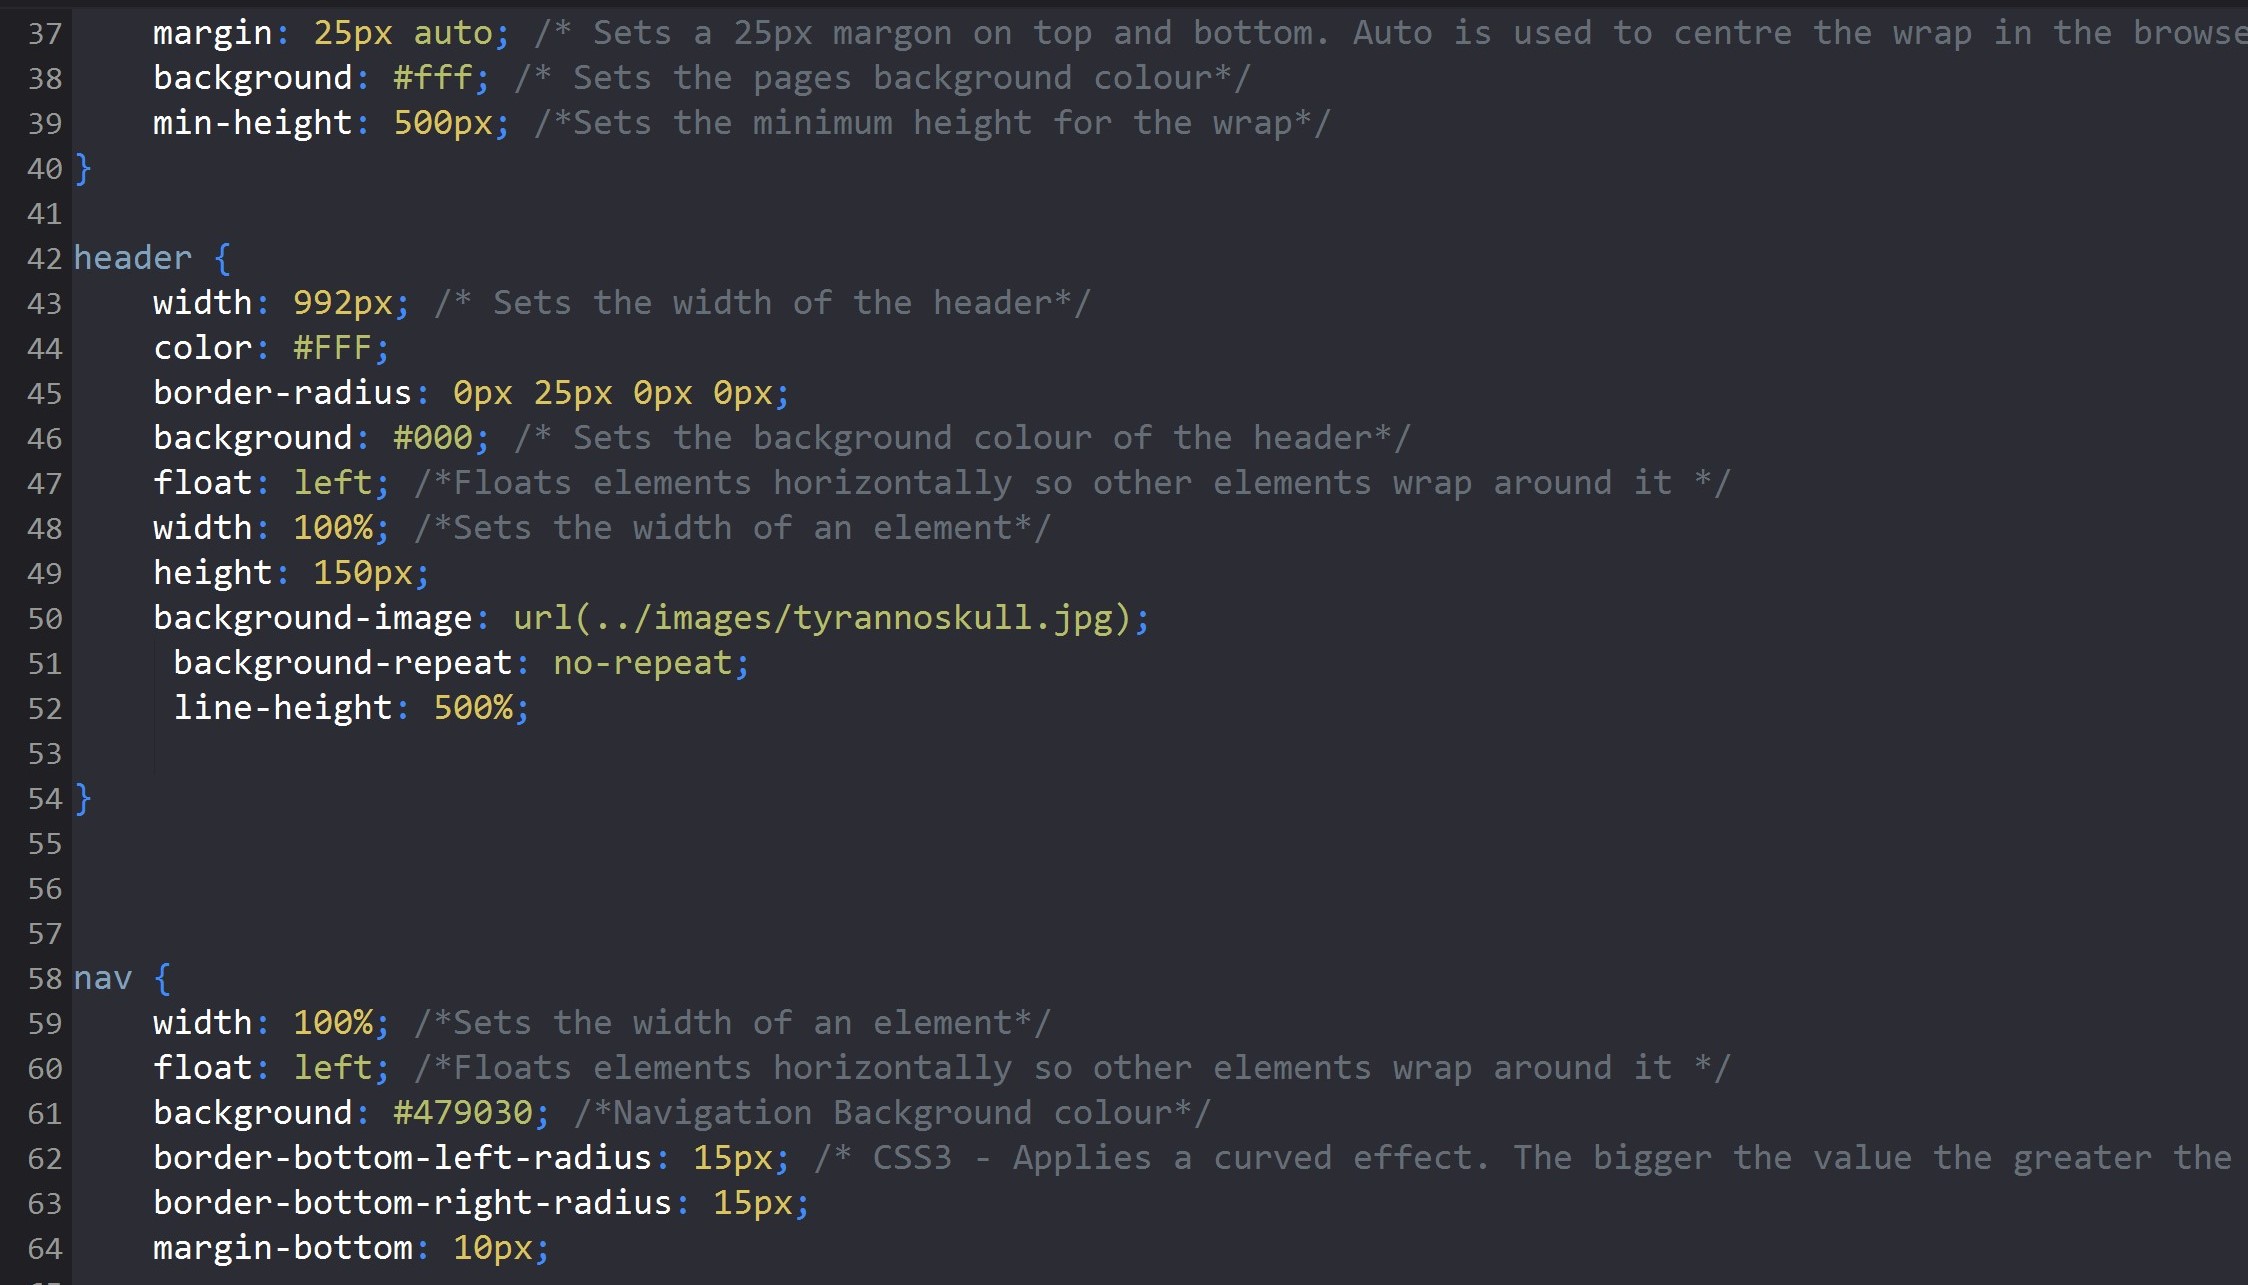 37 margin: 25px auto; /* Sets a 25px margon on top and bottom. Auto is used to centre the wrap in the browse
38 background: #fff; /* Sets the pages background colour*/
39 min-height: 500px; /*Sets the minimum height for the wrap*/
40 }
41
42 header {
43 width: 992px; /* Sets the width of the header*/
44 color: #FFF;
45 border-radius: 0px 25px 0px 0px;
46 background: #000; /* Sets the background colour of the header*/
47 float: left; /*Floats elements horizontally so other elements wrap around it */
48 width: 100%; /*Sets the width of an element*/
49 height: 150px;
50 background-image: url(../images/tyrannoskull.jpg);
51 background-repeat: no-repeat;
52 line-height: 500%;
53
54 }
55
56
57
58 nav {
59 width: 100%; /*Sets the width of an element*/
60 float: left; /*Floats elements horizontally so other elements wrap around it */
61 background: #479030; /*Navigation Background colour*/
62 border-bottom-left-radius: 15px; /* CSS3 - Applies a curved effect. The bigger the value the greater the
63 border-bottom-right-radius: 15px;
64 margin-bottom: 10px;